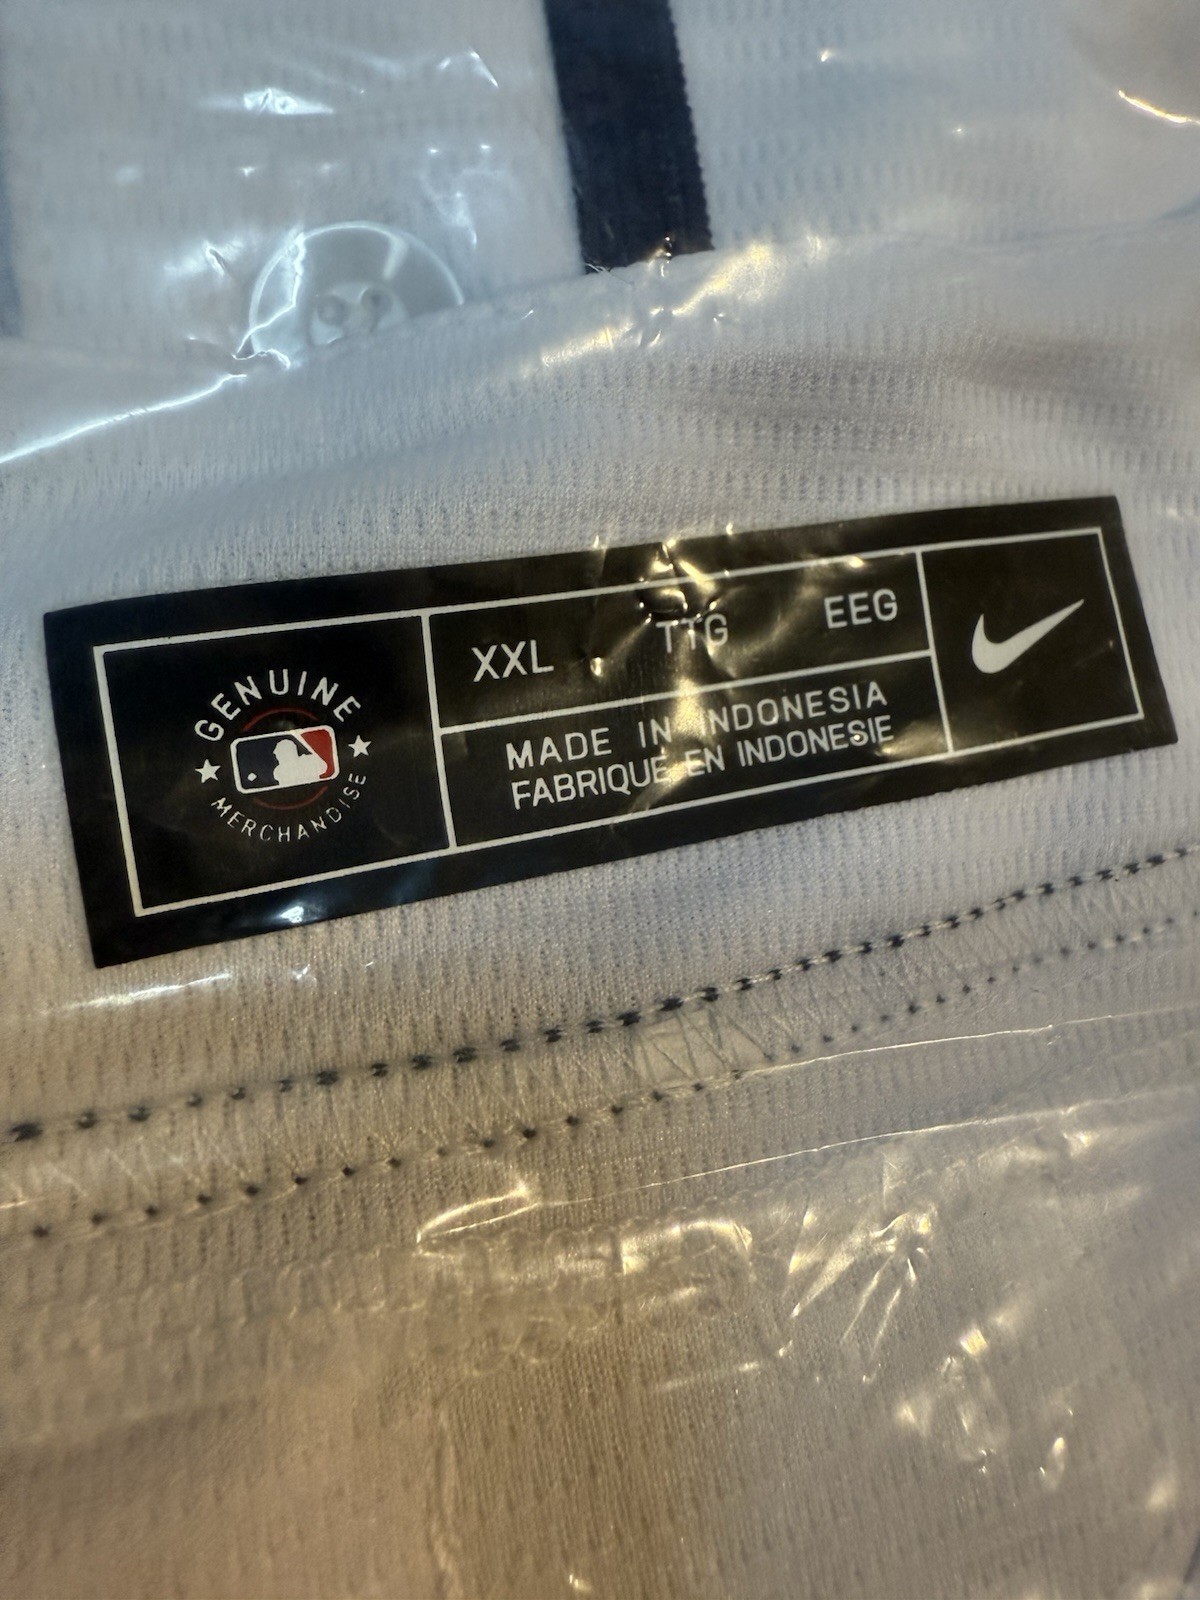 GENUINE
MERCHANDISE
XXL TTG EEG
MADE IN INDONESIA
FABRIQUE EN INDONESIE